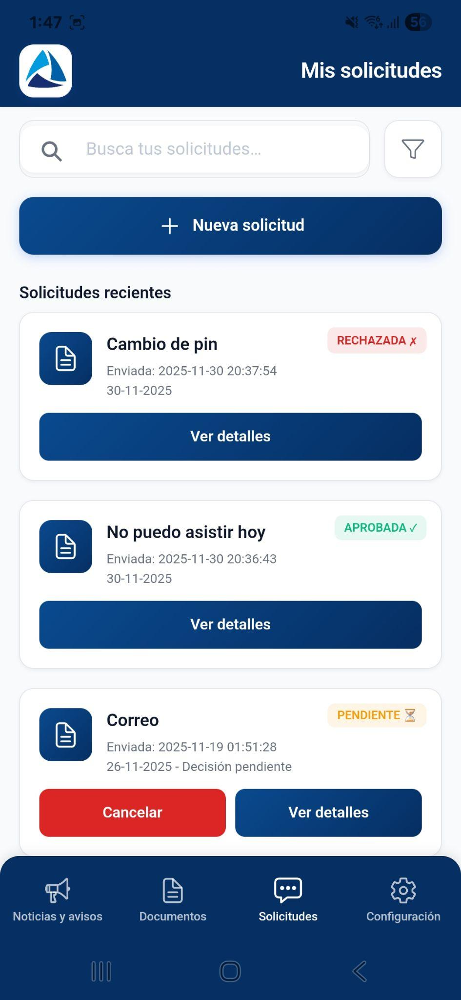 1:47
56
Mis solicitudes
Busca tus solicitudes...
+ Nueva solicitud
Solicitudes recientes
Cambio de pin
RECHAZADA ✗
Enviada: 2025-11-30 20:37:54
30-11-2025
Ver detalles
No puedo asistir hoy
APROBADA ✓
Enviada: 2025-11-30 20:36:43
30-11-2025
Ver detalles
Correo
PENDIENTE ⏳
Enviada: 2025-11-19 01:51:28
26-11-2025 - Decisión pendiente
Cancelar
Ver detalles
Noticias y avisos
Documentos
Solicitudes
Configuración